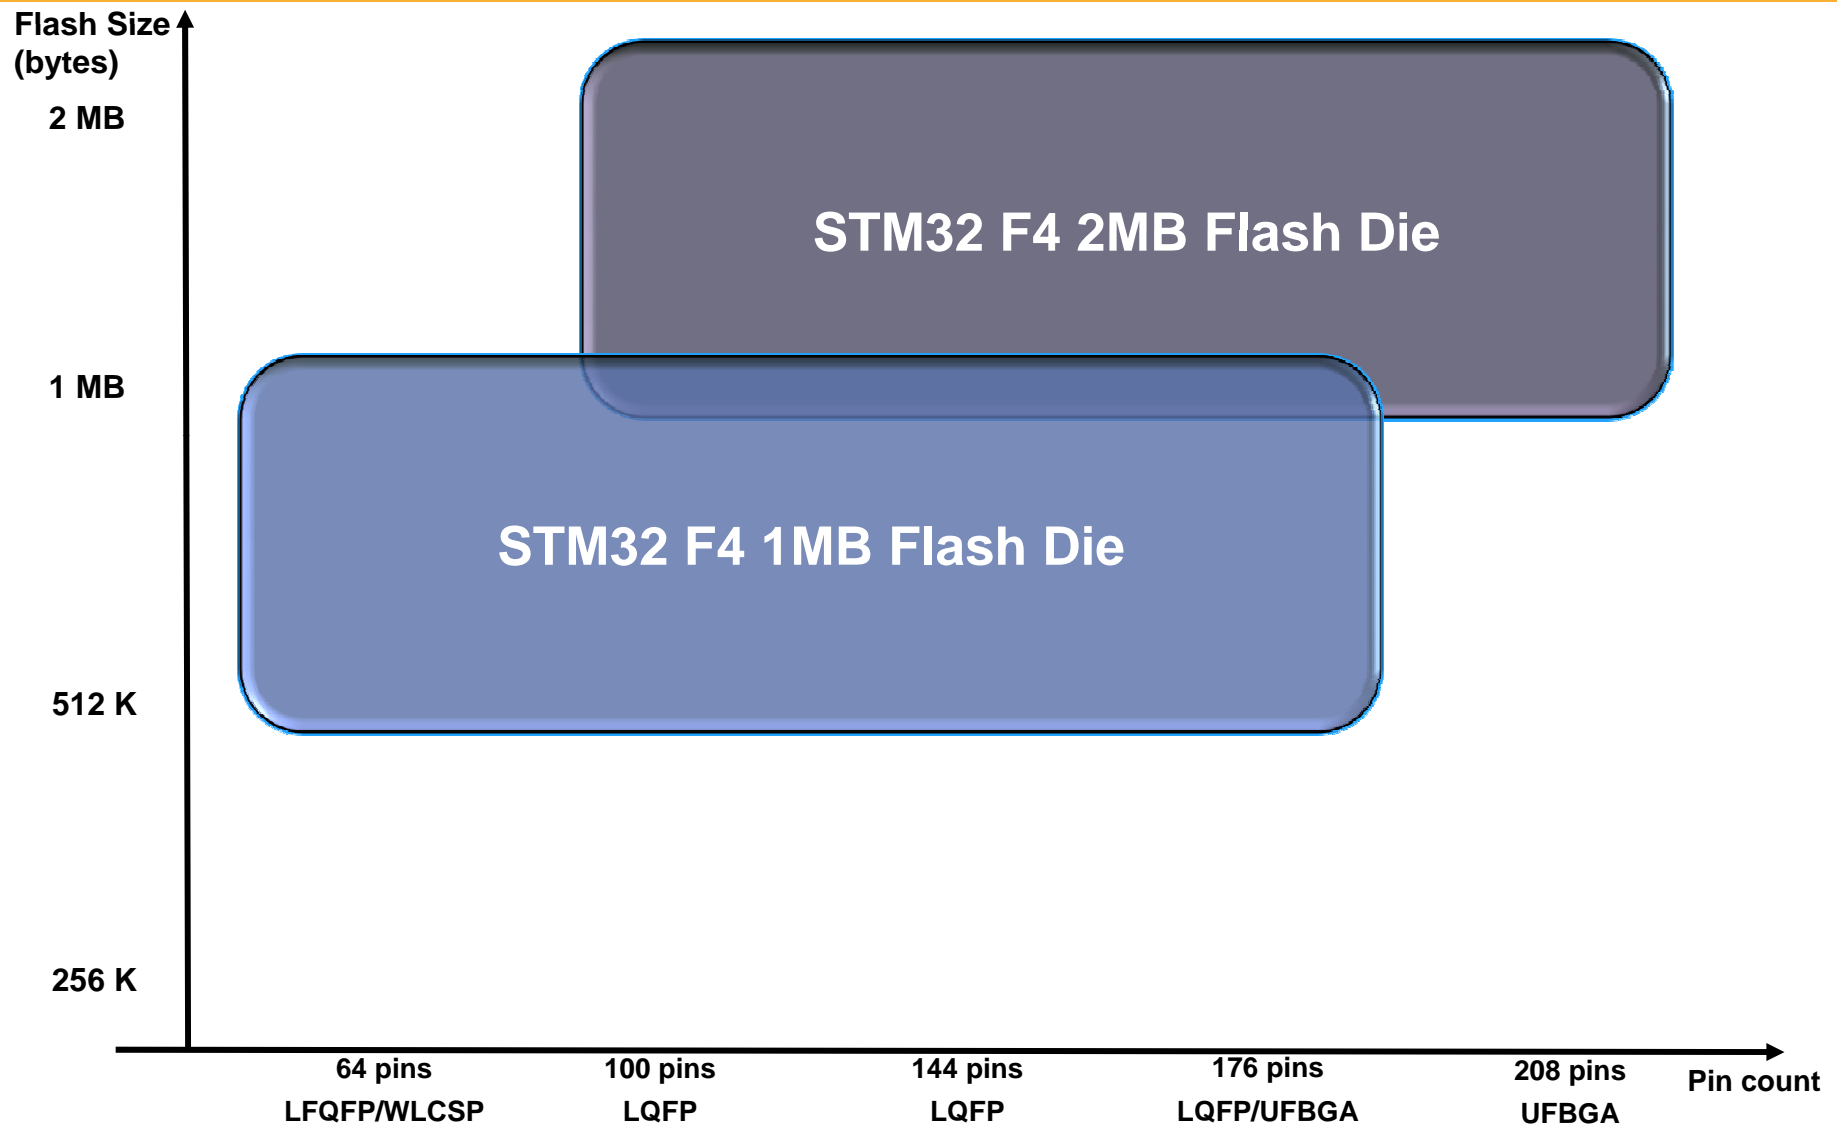 Flash Size
(bytes)
2 MB
STM32 F4 2MB Flash Die
1 MB
STM32 F4 1MB Flash Die
512 K
256 K
64 pins
100 pins
144 pins
176 pins
208 pins
Pin count
LFQFP/WLCSP
LQFP
LQFP
LQFP/UFBGA
UFBGA